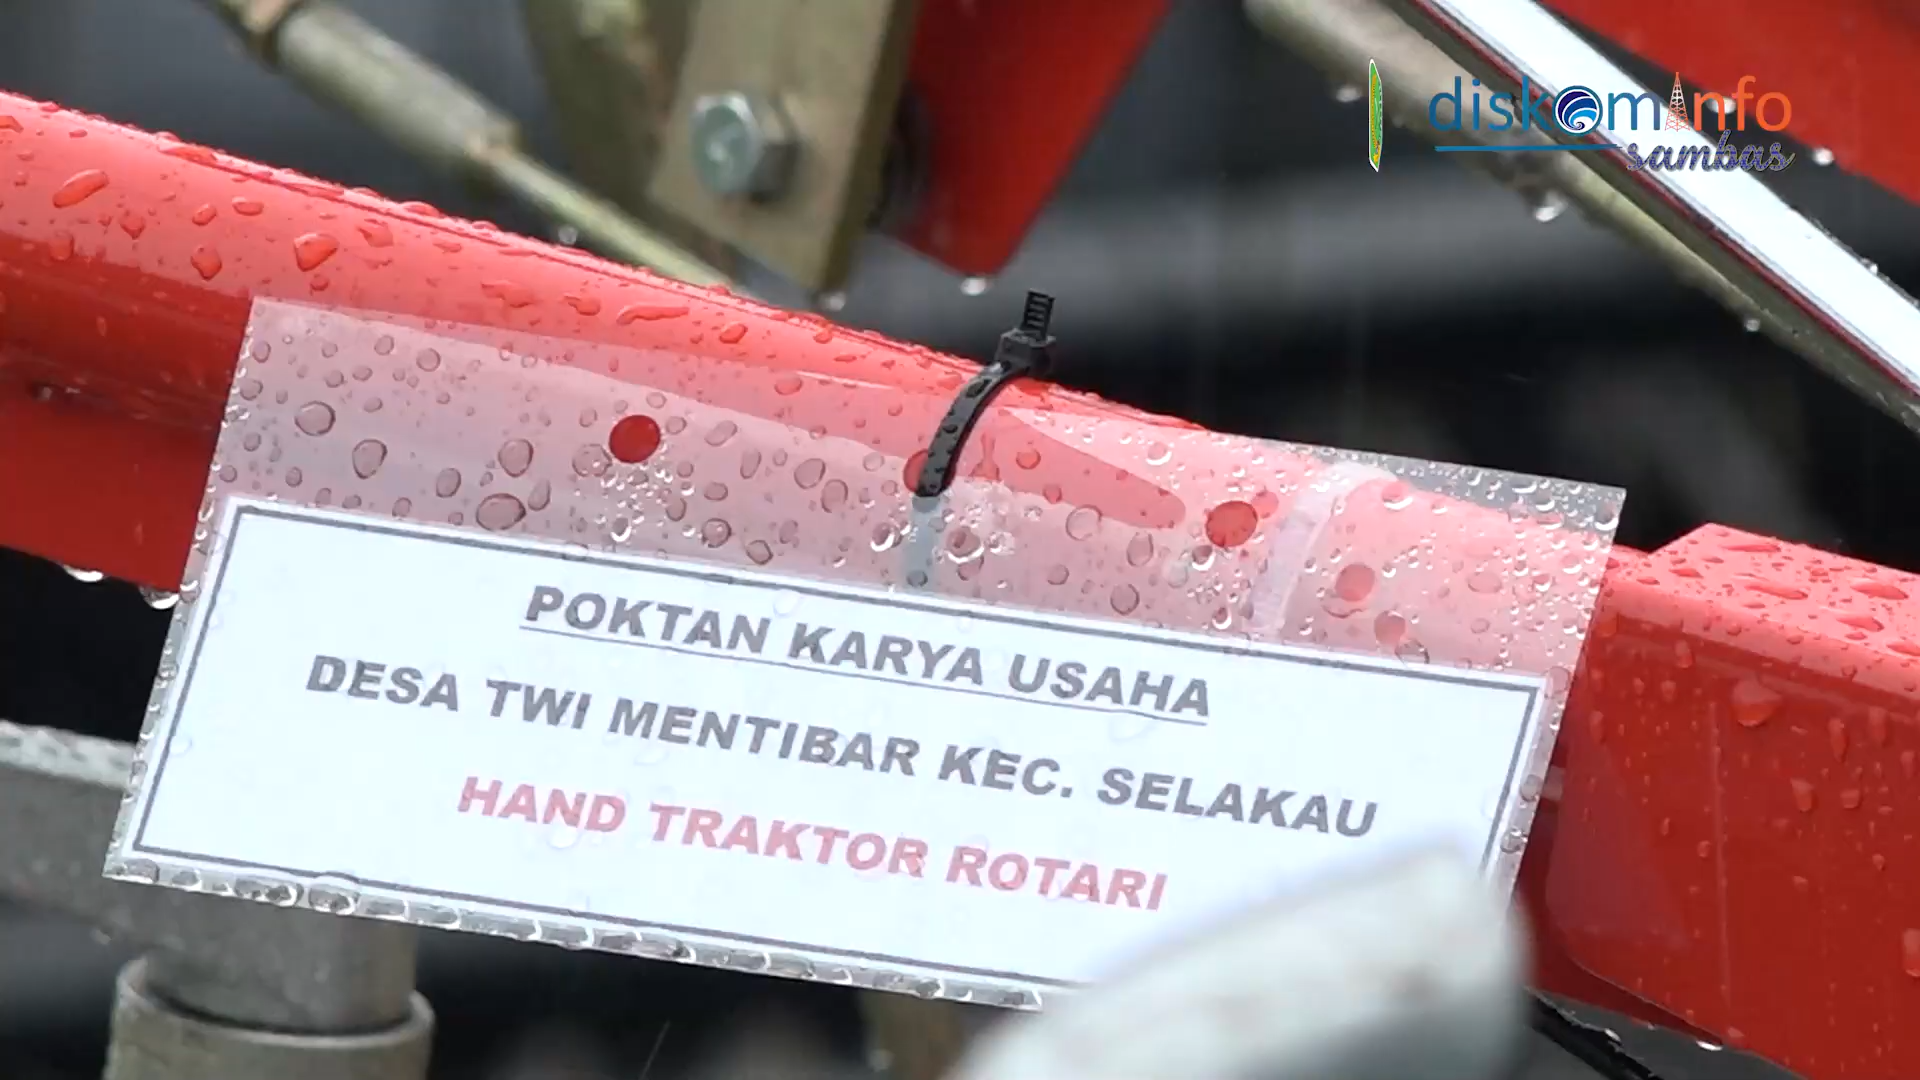 diskominfo
sambas
POKTAN KARYA USAHA
DESA TWI MENTIBAR KEC. SELAKAU
HAND TRAKTOR ROTARI